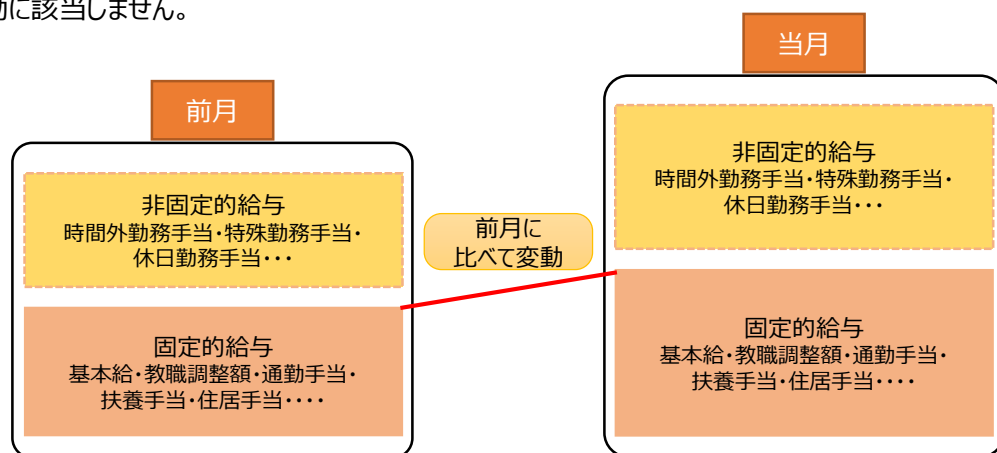 動に該当しません。
当月
前月
非固定的給与
時間外勤務手当・特殊勤務手当・
休日勤務手当・・・
非固定的給与
時間外勤務手当・特殊勤務手当・
休日勤務手当・・・
前月に
比べて変動
固定的給与
基本給・教職調整額・通勤手当・
扶養手当・住居手当・・・・
固定的給与
基本給・教職調整額・通勤手当・
扶養手当・住居手当・・・・